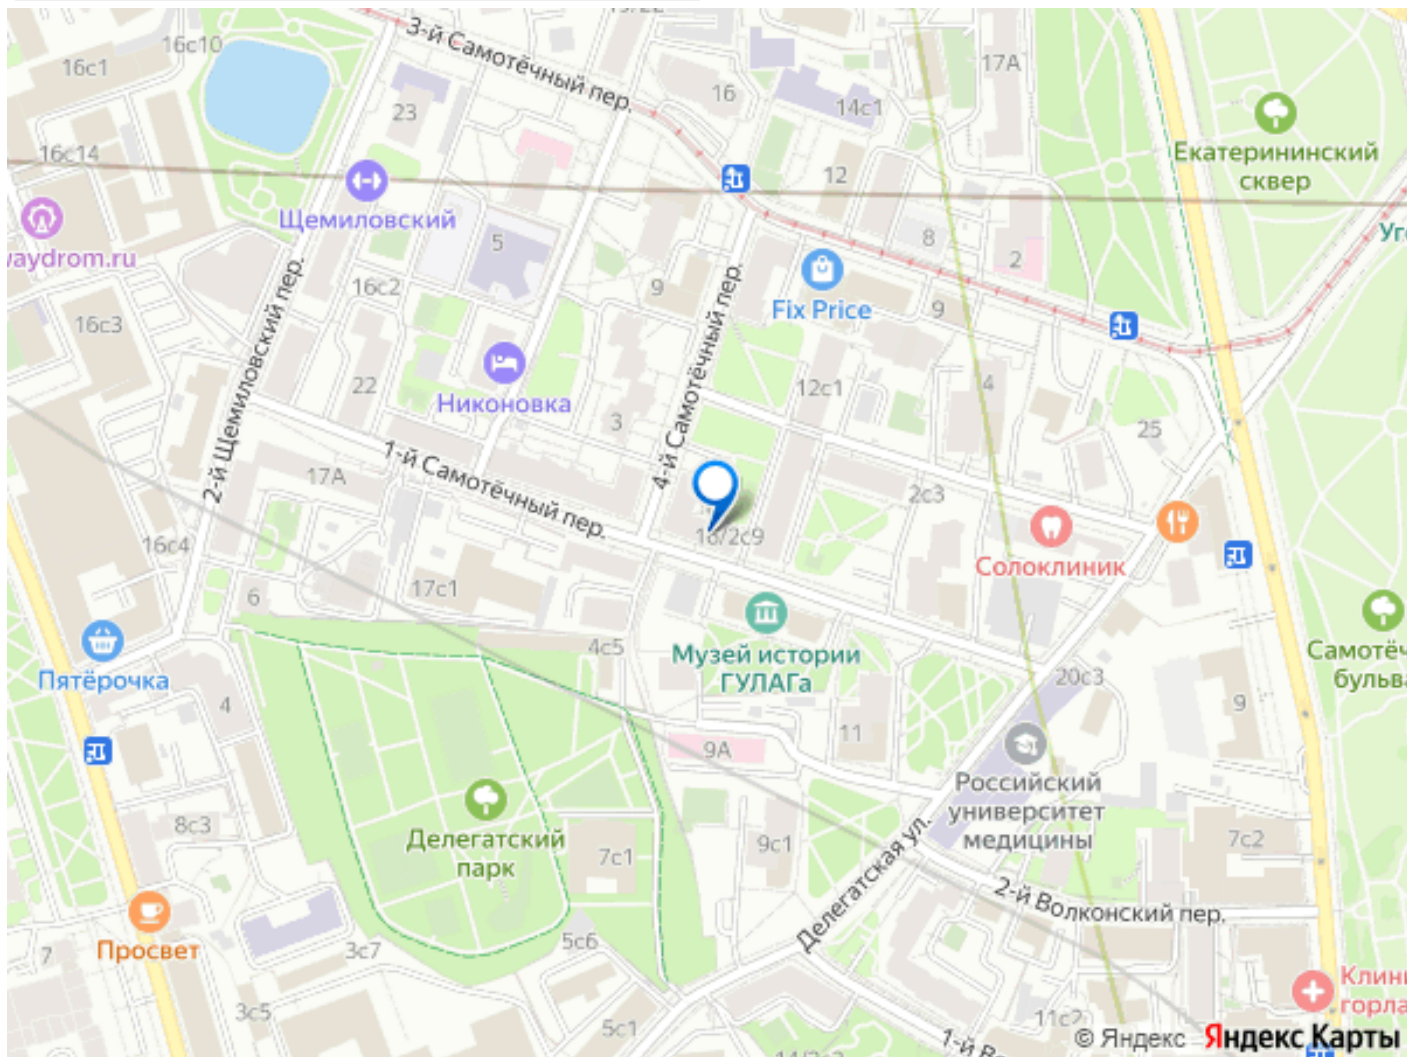 16с10
3-й Самотёчный пер.
16с1
17А
16
14с1
23
16с14
Екатерининский
сквер
12
Щемиловский
5
8
2
waydrom.ru
16с2
9
Fix Price
9
16с3
2-й Щемиловский пер.
4-й Самотёчный пер.
22
12с1
4
Никоновка
3
25
1-й Самотёчный пер.
17А
2с3
16с4
Солоклиник
17с1
6
4с5
Музей истории
ГУЛАГа
20с3
Пятёрочка
4
9
11
9А
Российский
университет
медицины
Делегатский
парк
8с3
7с1
9с1
7с2
Делегатская ул.
2-й Волконский пер.
Просвет
7
3с7
5с6
3с5
5с1
11с2
© Яндекс
Яндекс Карты